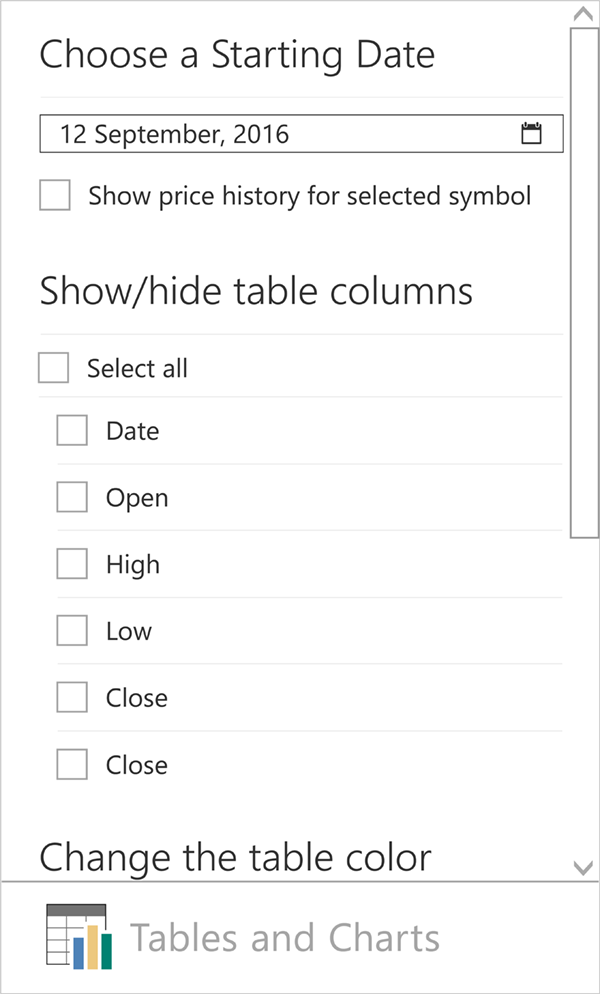 Choose a Starting Date
12 September, 2016
Show price history for selected symbol
Show/hide table columns
Select all
Date
Open
High
Low
Close
Close
Change the table color
Tables and Charts